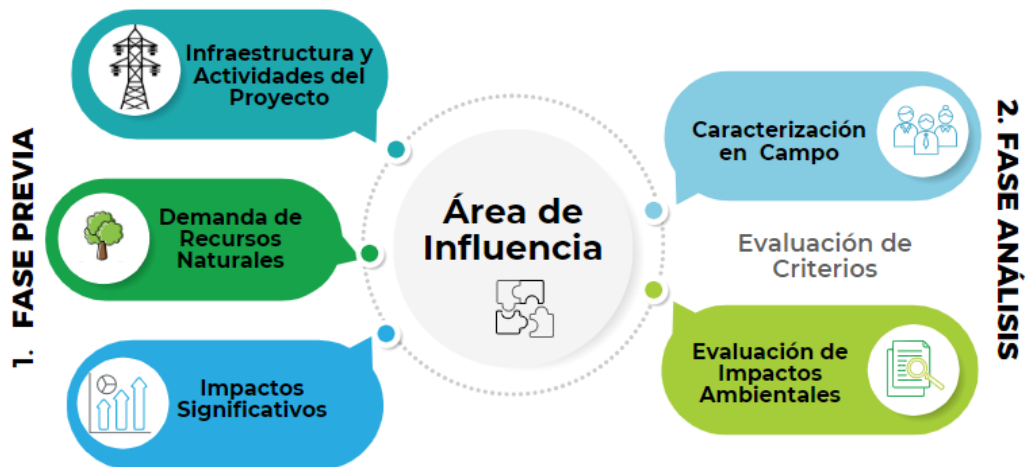 1. FASE PREVIA
Infraestructura y
Actividades del
Proyecto
Demanda de
Recursos
Naturales
Impactos
Significativos
Área de
Influencia
2. FASE ANÁLISIS
Caracterización
en Campo
Evaluación de
Criterios
Evaluación de
Impactos
Ambientales